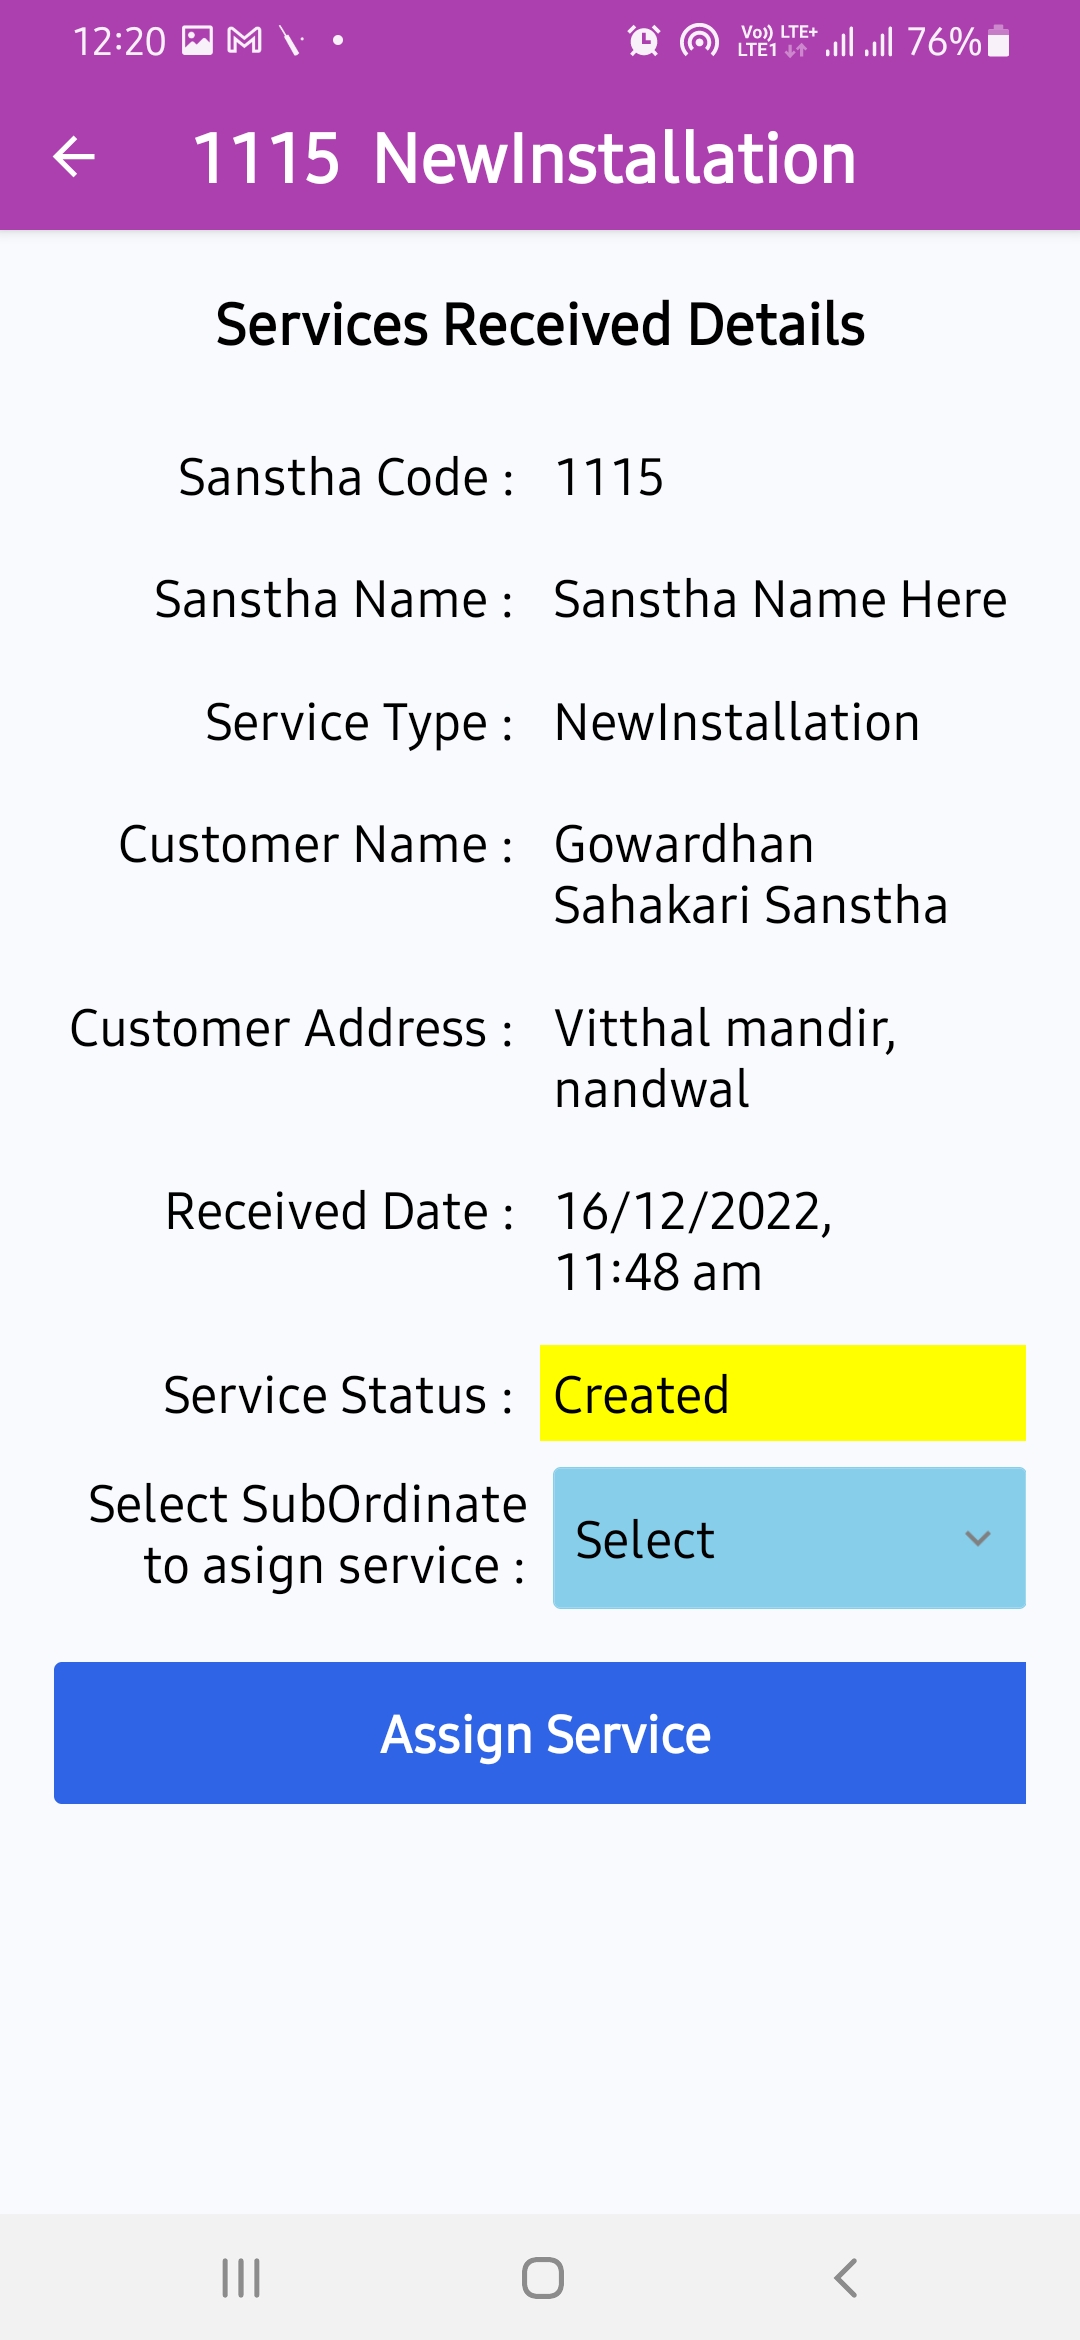 12:20
Vo)) LTE+
LTE1
76%
1115 NewInstallation
Services Received Details
Sanstha Code : 1115
Sanstha Name : Sanstha Name Here
Service Type : NewInstallation
Customer Name : Gowardhan
Sahakari Sanstha
Customer Address : Vitthal mandir,
nandwal
Received Date : 16/12/2022,
11:48 am
Service Status : Created
Select SubOrdinate
to asign service :
Select
Assign Service